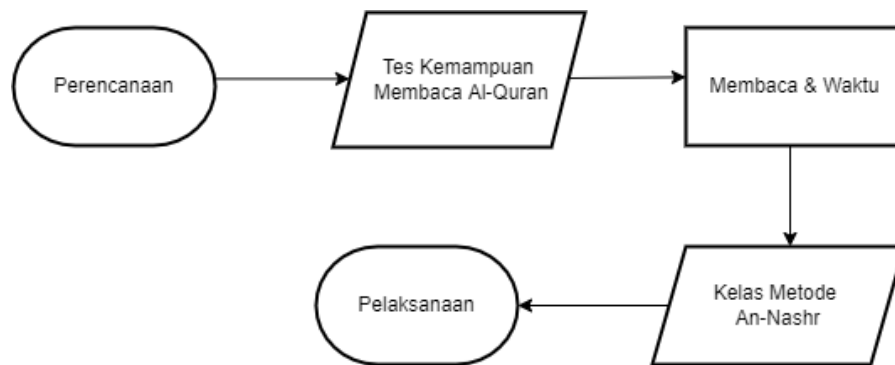 Perencanaan
Tes Kemampuan
Membaca Al-Quran
Membaca & Waktu
Kelas Metode
An-Nashr
Pelaksanaan